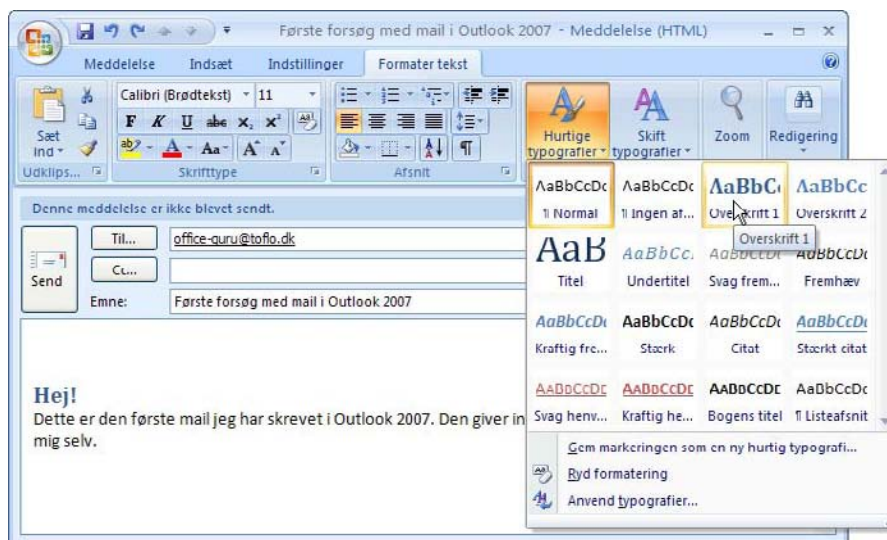 Første forsøg med mail i Outlook 2007 - Meddelelse (HTML)
Meddelelse Indsæt Indstillinger Formater tekst
Sæt ind
Udklips...
Calibri (Brødtekst) 11
F K U abc x₂ x²
ab A Aa A A
Skrifttype
Afsnit
Hurtige typografier
Skift typografier
Zoom
Redigering
Denne meddelelse er ikke blevet sendt.
Send
Til... office-guru@toflo.dk
Cc...
Emne: Første forsøg med mail i Outlook 2007
Hej!
Dette er den første mail jeg har skrevet i Outlook 2007. Den giver in
mig selv.
AaBbCcDc AaBbCcDc AaBbC AaBbCc
¶ Normal ¶ Ingen af... Overskrift 1 Overskrift 2
Overskrift 1
AaB AaBbCc. AaBbCcDc AaBbCcDc
Titel Undertitel Svag frem... Fremhæv
AaBbCcDc AaBbCcDc AaBbCcDc AaBbCcDc
Kraftig fre... Stærk Citat Stærkt citat
AABBCCDE AABBCCDE AABBCCDE AaBbCcDc
Svag henv... Kraftig he... Bogens titel ¶ Listeafsnit
Gem markeringen som en ny hurtig typografi...
Ryd formatering
Anvend typografier...